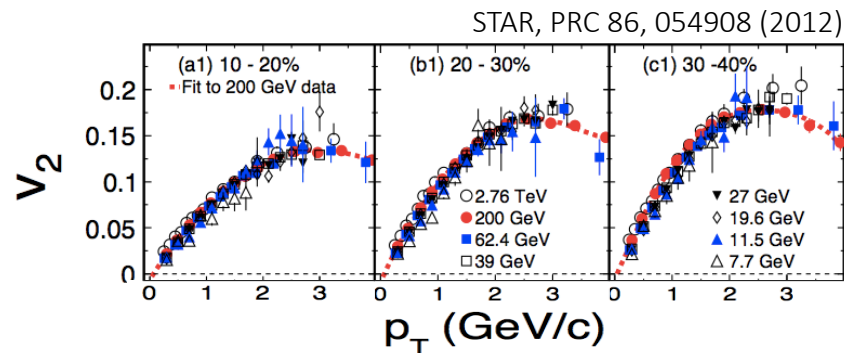 STAR, PRC 86, 054908 (2012)
(a1) 10 - 20%
Fit to 200 GeV data
(b1) 20 - 30%
(c1) 30 -40%
0.2
0.15
0.1
0.05
0
V2
2.76 TeV
200 GeV
62.4 GeV
39 GeV
27 GeV
19.6 GeV
11.5 GeV
7.7 GeV
0 1 2 3 0 1 2 3 0 1 2 3
pT (GeV/c)